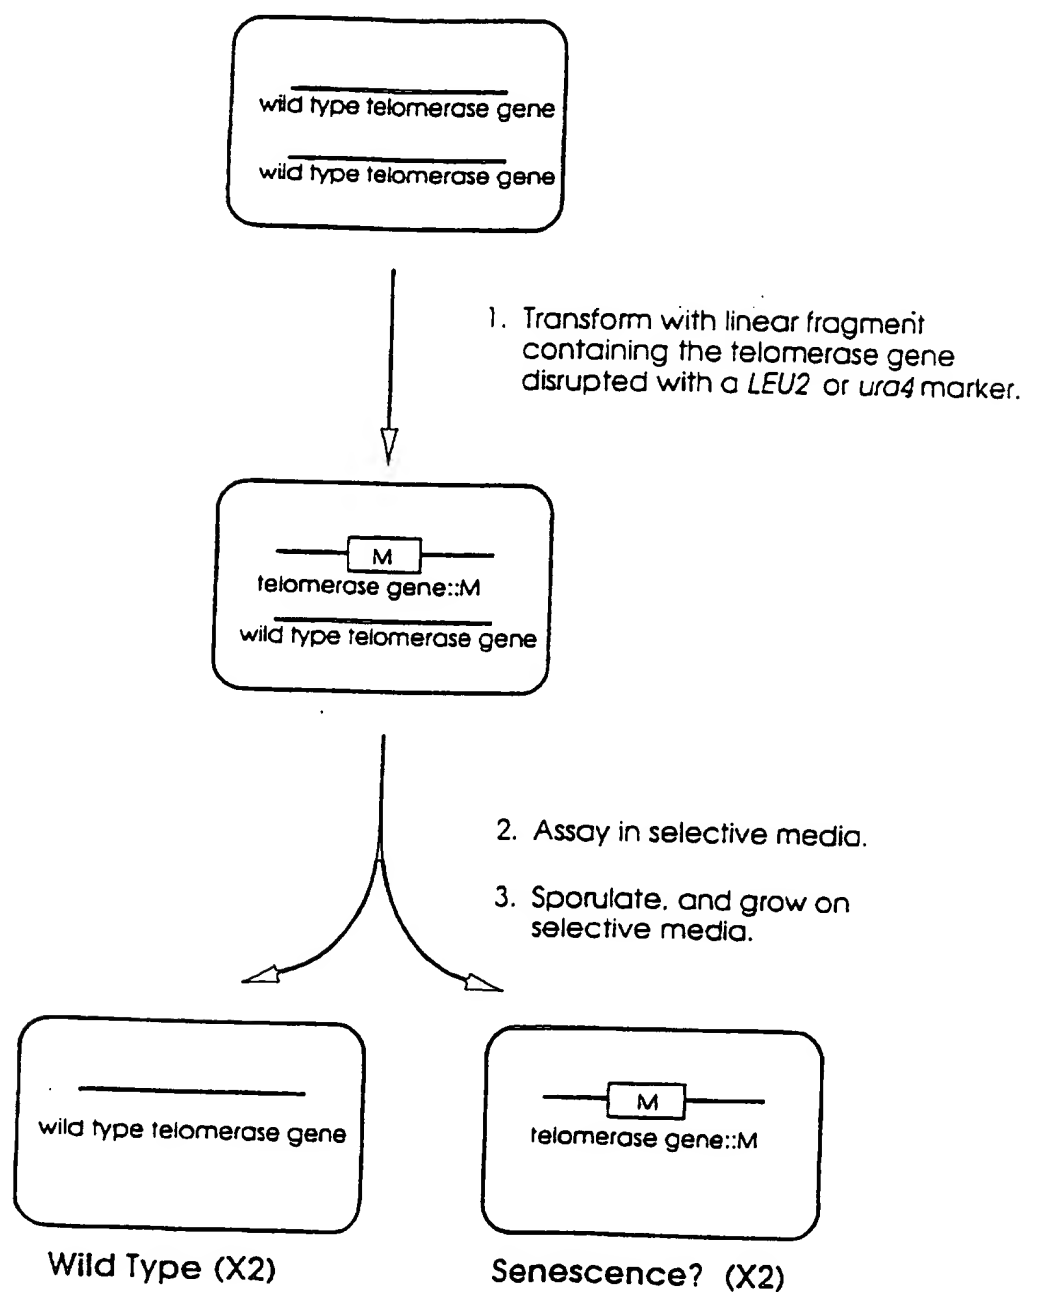 wild type telomerase gene
wild type telomerase gene
1. Transform with linear fragment
containing the telomerase gene
disrupted with a LEU2 or ura4 marker.
M
telomerase gene::M
wild type telomerase gene
2. Assay in selective media.
3. Sporulate, and grow on
selective media.
wild type telomerase gene
M
telomerase gene::M
Wild Type (X2)
Senescence? (X2)